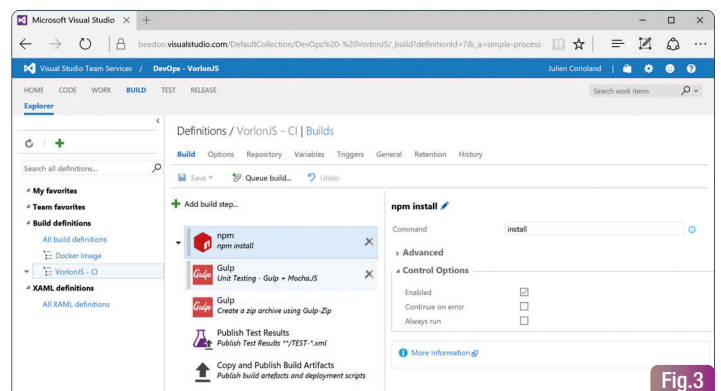 Microsoft Visual Studio
beedoo.visualstudio.com/DefaultCollection/DevOps%20-%20VorlonJS/_build?definitionId=7&_a=simple-process
Visual Studio Team Services / DevOps - VorlonJS
Julien Corioland
HOME CODE WORK BUILD TEST RELEASE
Search work items
Explorer
Definitions / VorlonJS - CI | Builds
Build Options Repository Variables Triggers General Retention History
Save Queue build... Undo
Search all definitions...
My favorites
Team favorites
Build definitions
All build definitions
Docker Image
VorlonJS - CI
XAML definitions
All XAML definitions
Add build step...
npm
npm install
Gulp
Unit Testing - Gulp + MochaJS
Gulp
Create a zip archive using Gulp-Zip
Publish Test Results
Publish Test Results **/TEST-*.xml
Copy and Publish Build Artifacts
Publish build artefacts and deployment scripts
npm install
Command install
Advanced
Control Options
Enabled
Continue on error
Always run
More Information
Fig.3